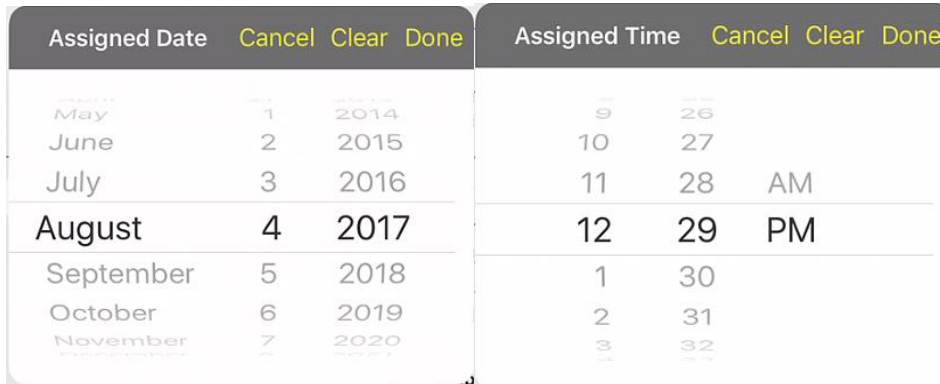 Assigned Date Cancel Clear Done
May 1 2014
June 2 2015
July 3 2016
August 4 2017
September 5 2018
October 6 2019
November 7 2020
Assigned Time Cancel Clear Done
9 26
10 27
11 28 AM
12 29 PM
1 30
2 31
3 32